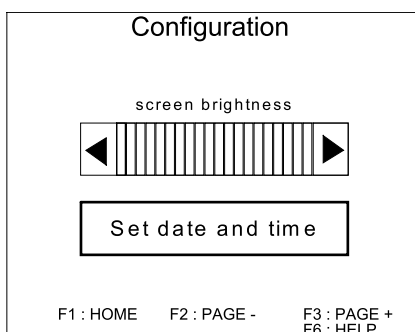 Configuration
screen brightness
Set date and time
F1 : HOME F2 : PAGE - F3 : PAGE +
F6 : HELP